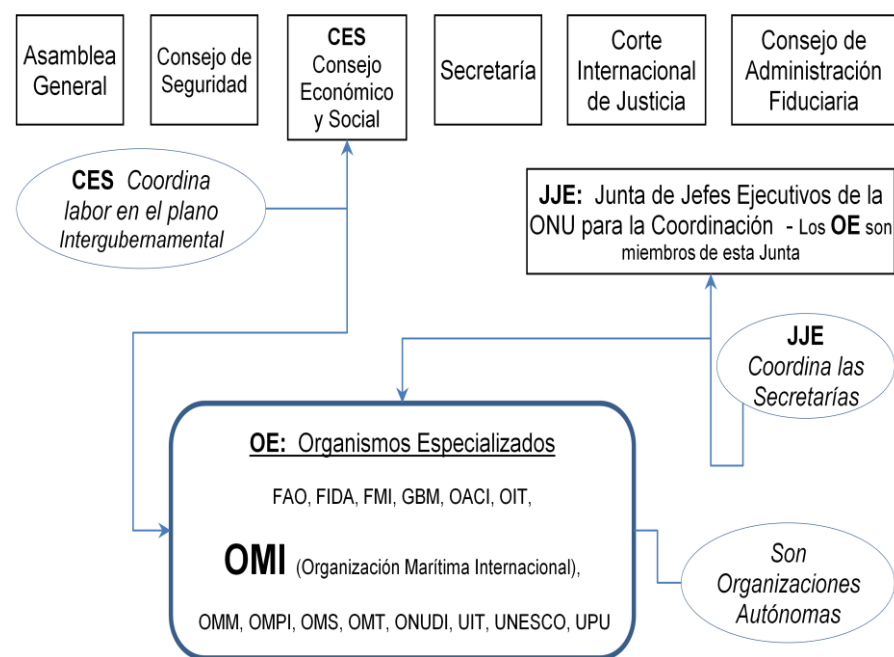 Asamblea
General
Consejo de
Seguridad
CES
Consejo
Económico
y Social
Secretaría
Corte
Internacional
de Justicia
Consejo de
Administración
Fiduciaria
CES Coordina
labor en el plano
Intergubernamental
JJE: Junta de Jefes Ejecutivos de la
ONU para la Coordinación - Los OE son
miembros de esta Junta
JJE
Coordina las
Secretarías
OE: Organismos Especializados
FAO, FIDA, FMI, GBM, OACI, OIT,
OMI (Organización Marítima Internacional),
OMM, OMPI, OMS, OMT, ONUDI, UIT, UNESCO, UPU
Son
Organizaciones
Autónomas